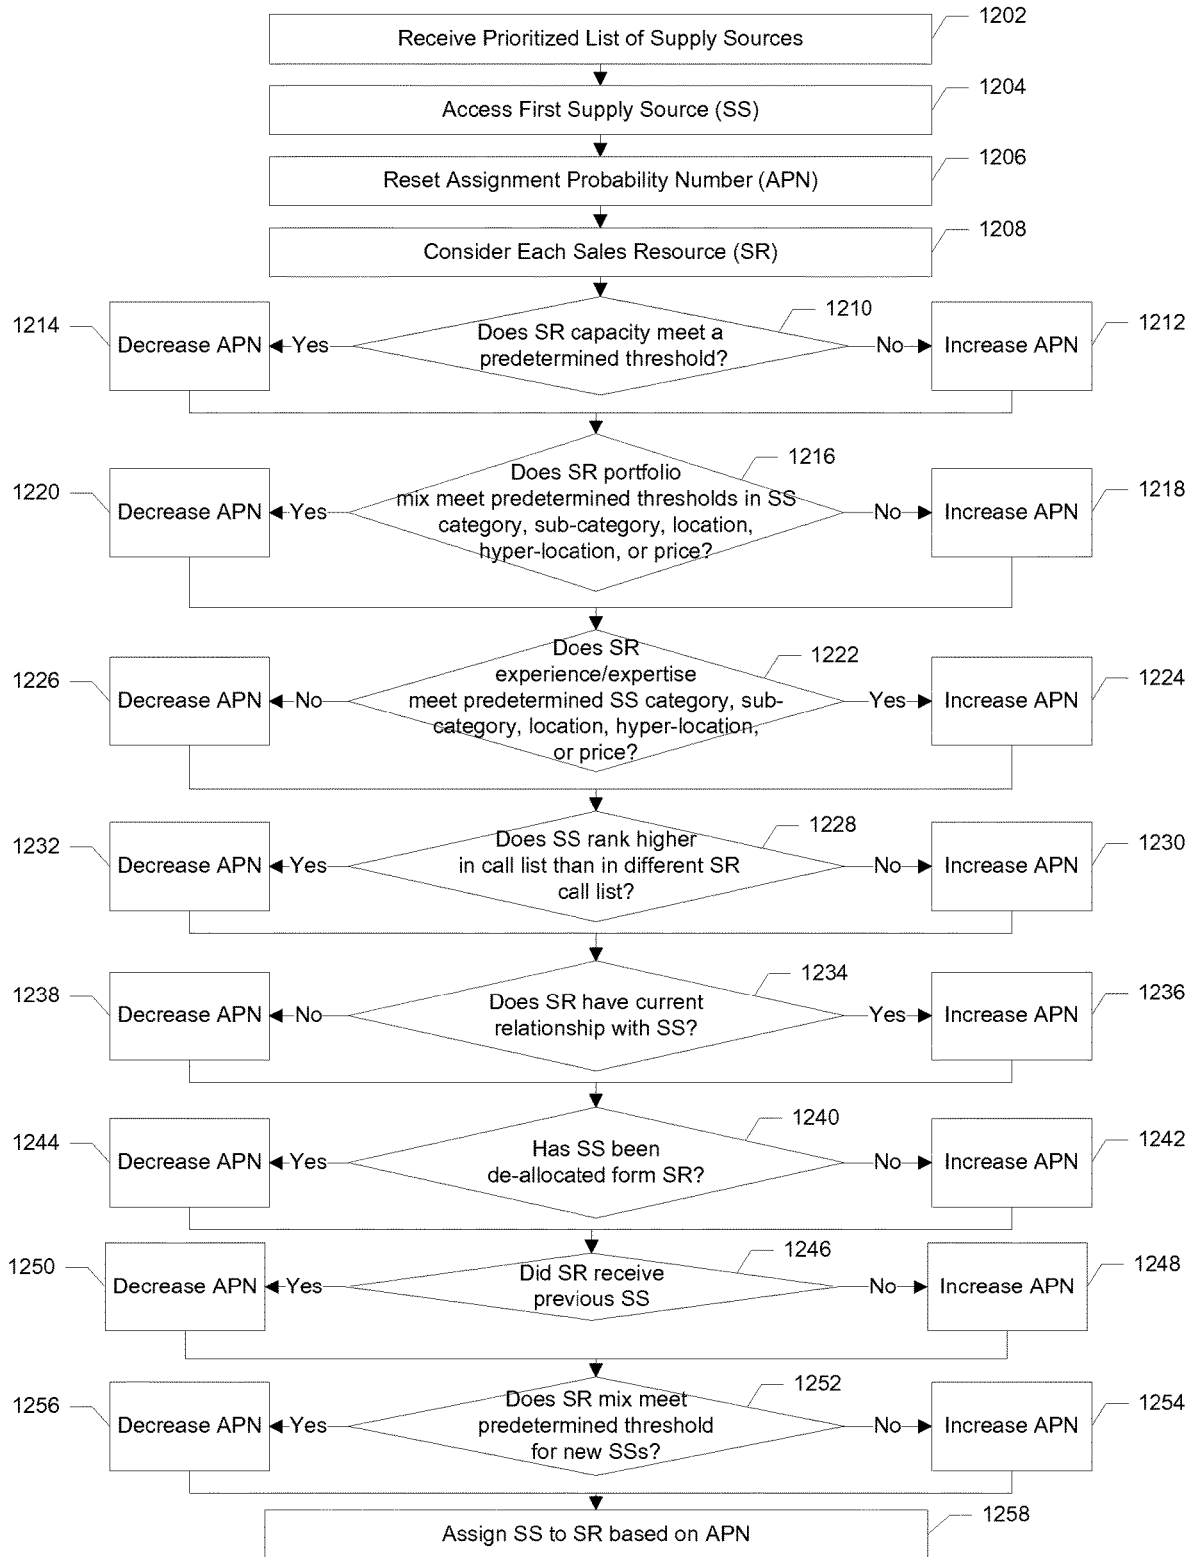 1202
Receive Prioritized List of Supply Sources
1204
Access First Supply Source (SS)
1206
Reset Assignment Probability Number (APN)
1208
Consider Each Sales Resource (SR)
1214
Decrease APN
Yes
Does SR capacity meet a
predetermined threshold?
1210
No
Increase APN
1212
1220
Decrease APN
Yes
Does SR portfolio
mix meet predetermined thresholds in SS
category, sub-category, location,
hyper-location, or price?
1216
No
Increase APN
1218
1226
Decrease APN
No
Does SR
experience/expertise
meet predetermined SS category, sub-
category, location, hyper-location,
or price?
1222
Yes
Increase APN
1224
1232
Decrease APN
Yes
Does SS rank higher
in call list than in different SR
call list?
1228
No
Increase APN
1230
1238
Decrease APN
No
Does SR have current
relationship with SS?
1234
Yes
Increase APN
1236
1244
Decrease APN
Yes
Has SS been
de-allocated form SR?
1240
No
Increase APN
1242
1250
Decrease APN
Yes
Did SR receive
previous SS
1246
No
Increase APN
1248
1256
Decrease APN
Yes
Does SR mix meet
predetermined threshold
for new SSs?
1252
No
Increase APN
1254
Assign SS to SR based on APN
1258